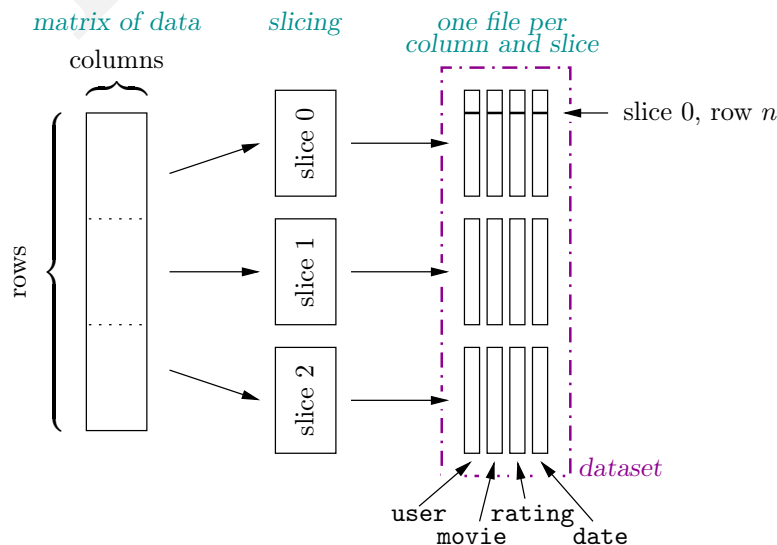 matrix of data
slicing
one file per
column and slice
columns
rows
slice 0
slice 1
slice 2
slice 0, row n
dataset
user
movie
rating
date